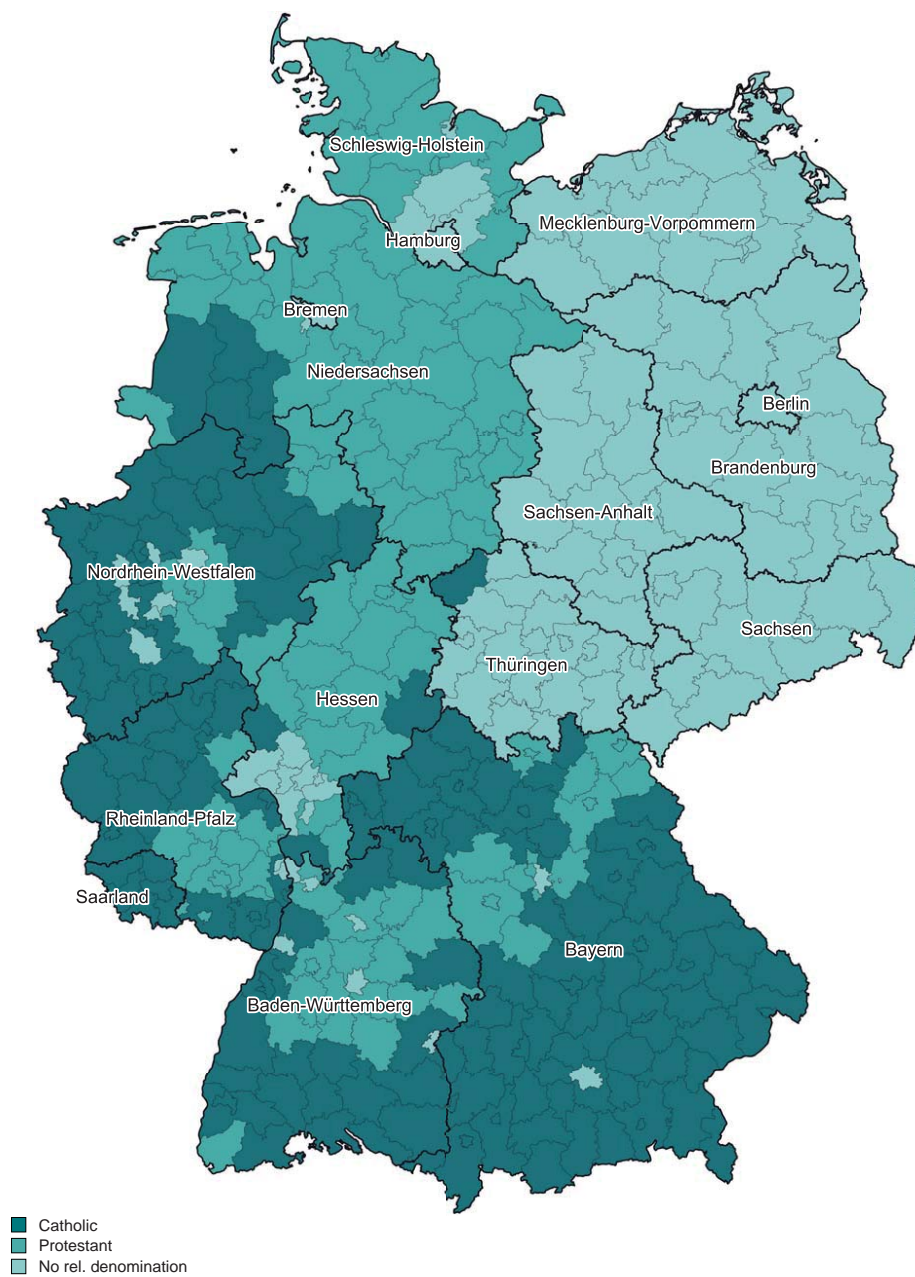 Schleswig-Holstein
Mecklenburg-Vorpommern
Hamburg
Bremen
Niedersachsen
Berlin
Brandenburg
Sachsen-Anhalt
Nordrhein-Westfalen
Sachsen
Thüringen
Hessen
Rheinland-Pfalz
Saarland
Bayern
Baden-Württemberg
Catholic
Protestant
No rel. denomination